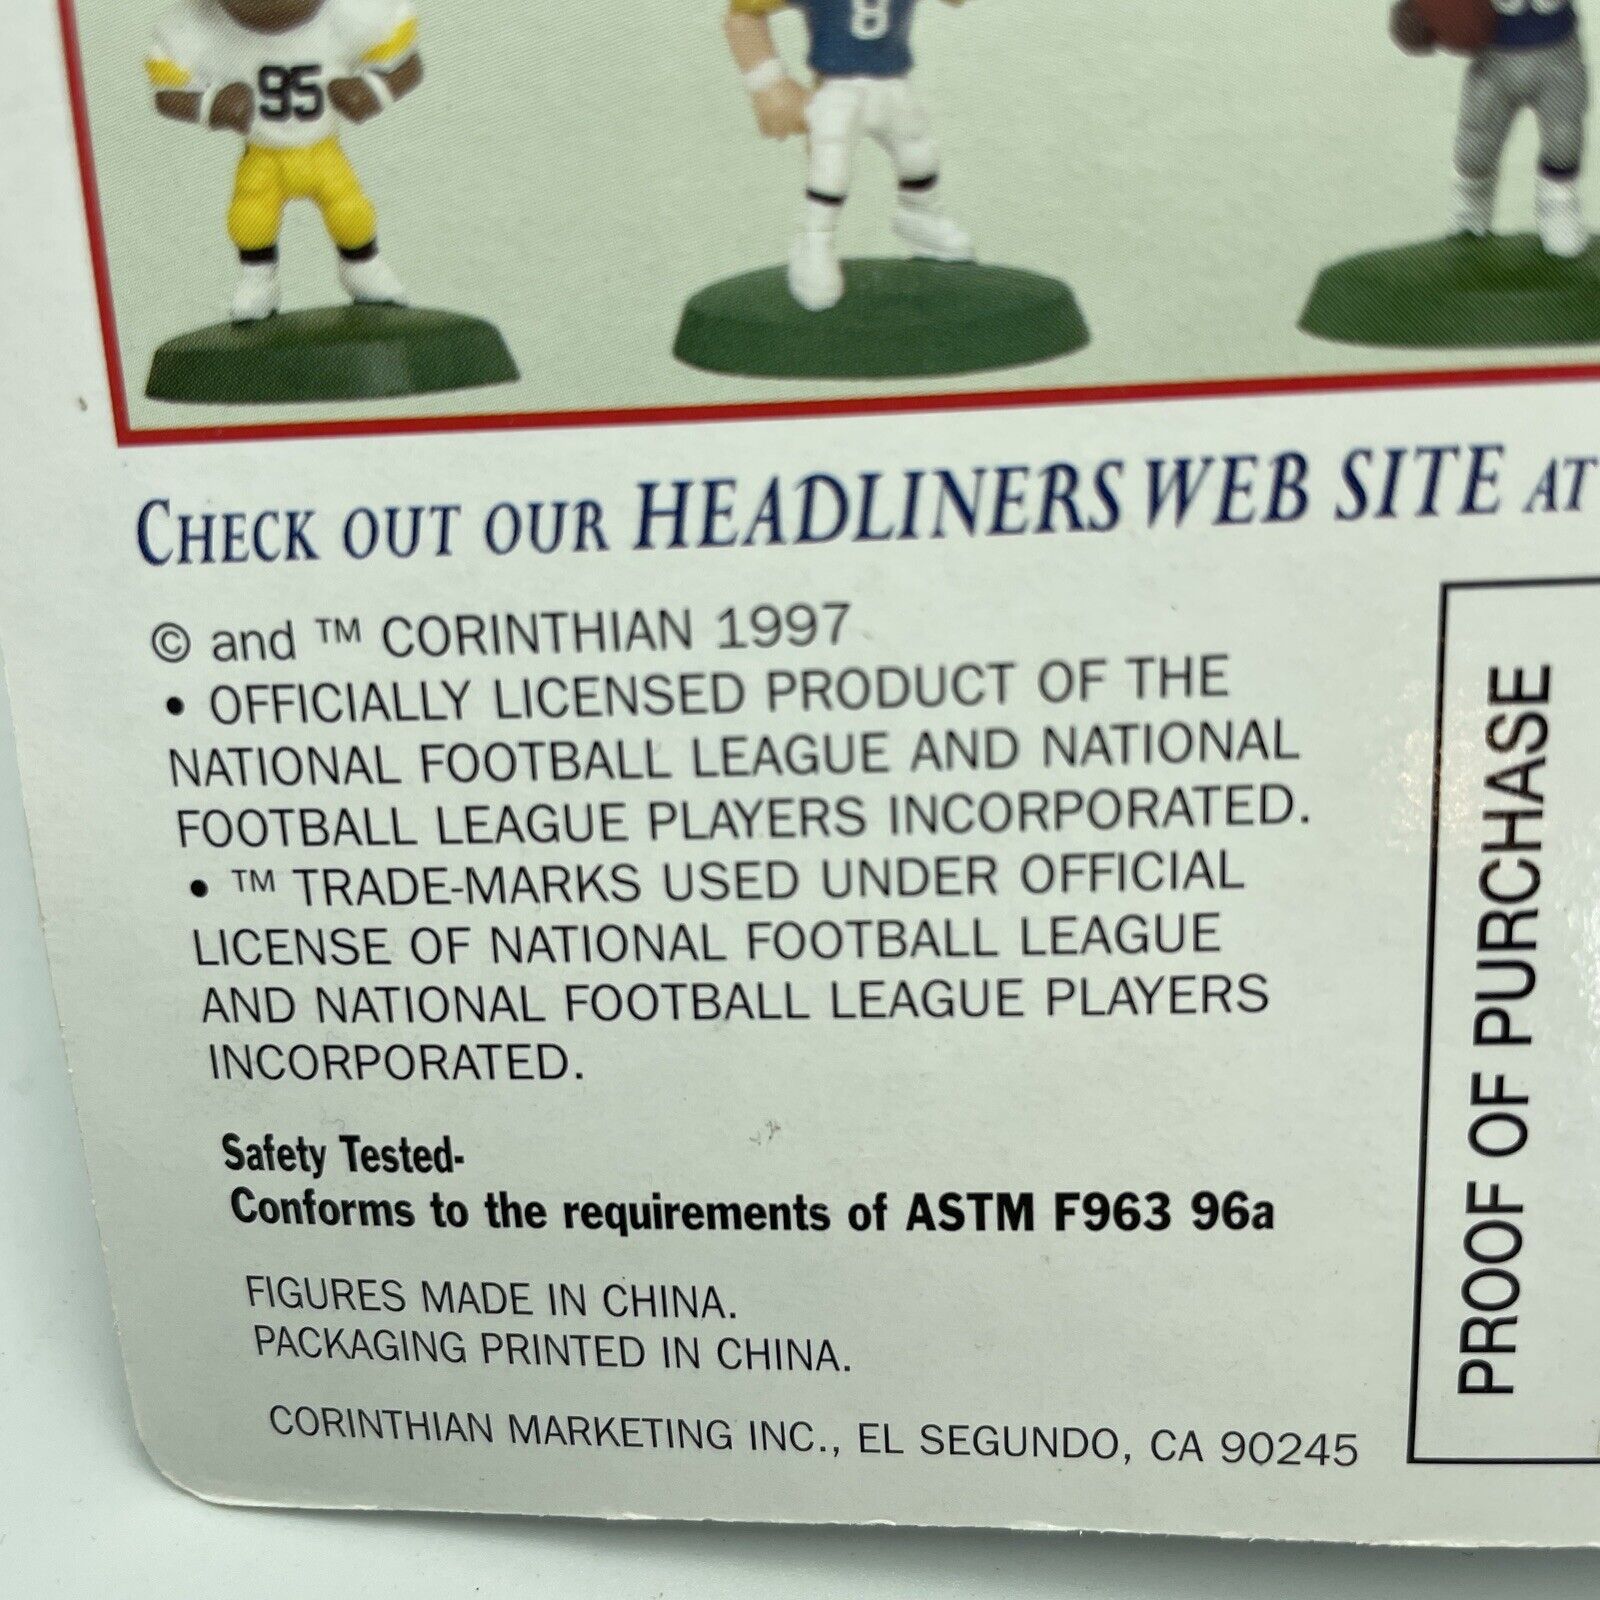 95
8
CHECK OUT OUR HEADLINERS WEB SITE AT
© and ™ CORINTHIAN 1997
• OFFICIALLY LICENSED PRODUCT OF THE
NATIONAL FOOTBALL LEAGUE AND NATIONAL
FOOTBALL LEAGUE PLAYERS INCORPORATED.
• ™ TRADE-MARKS USED UNDER OFFICIAL
LICENSE OF NATIONAL FOOTBALL LEAGUE
AND NATIONAL FOOTBALL LEAGUE PLAYERS
INCORPORATED.
Safety Tested-
Conforms to the requirements of ASTM F963 96a
FIGURES MADE IN CHINA.
PACKAGING PRINTED IN CHINA.
CORINTHIAN MARKETING INC., EL SEGUNDO, CA 90245
PROOF OF PURCHASE